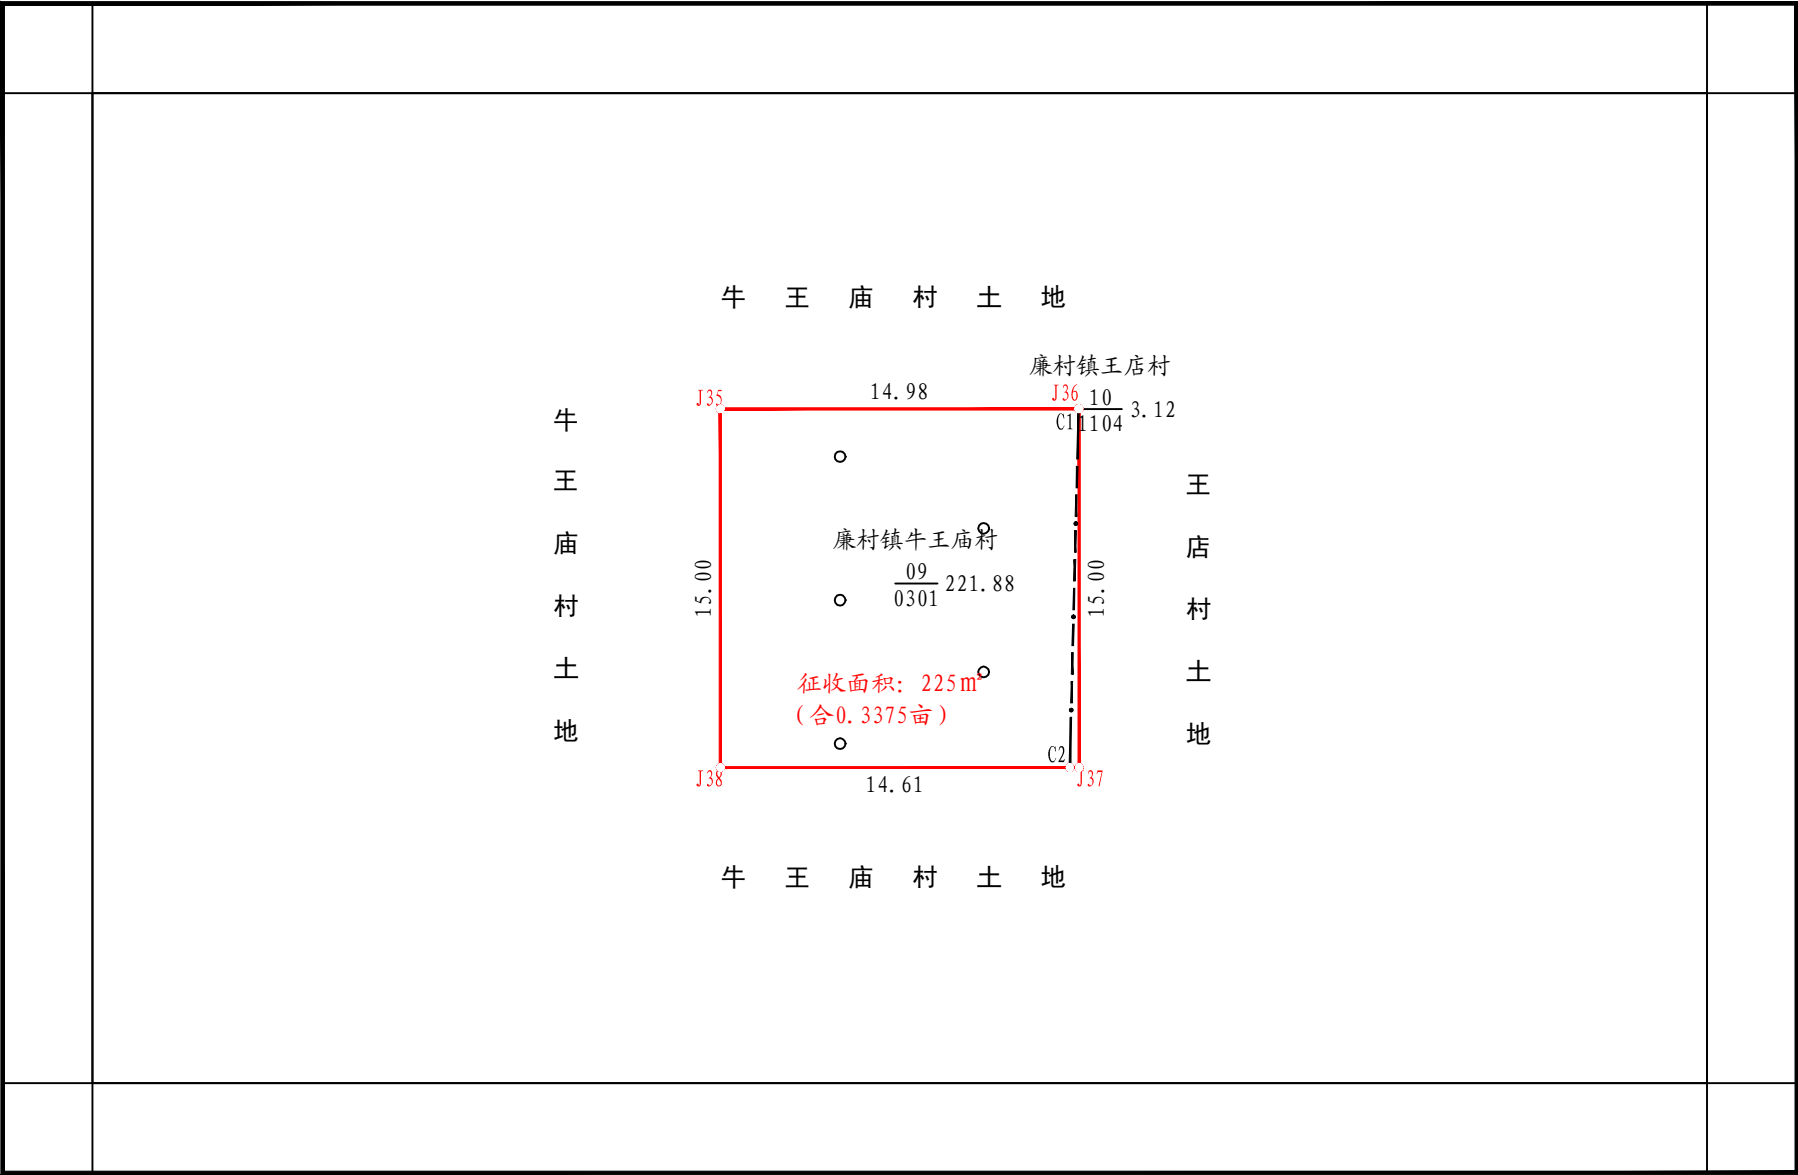 牛王庙村土地
廉村镇王店村
J35
14.98
J36
10
1104
3.12
C1
牛王庙村土地
王店村土地
廉村镇牛王庙村
09
0301
221.88
15.00
15.00
征收面积：225m²
（合0.3375亩）
C2
J38
14.61
J37
牛王庙村土地